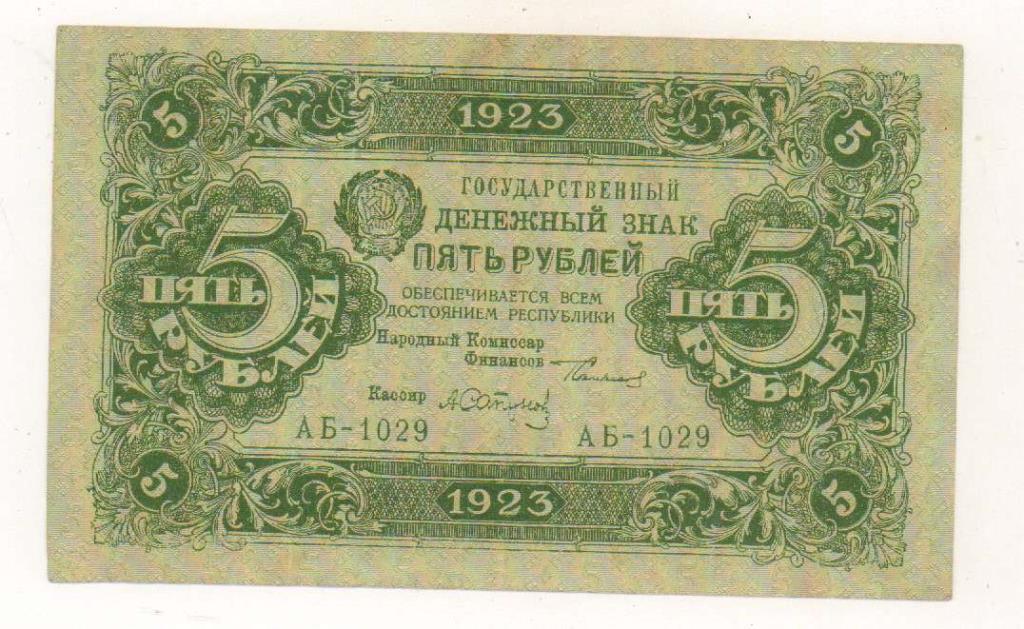 5
1923
5
ГОСУДАРСТВЕННЫЙ
ДЕНЕЖНЫЙ ЗНАК
ПЯТЬ РУБЛЕЙ
ОБЕСПЕЧИВАЕТСЯ ВСЕМ
ДОСТОЯНИЕМ РЕСПУБЛИКИ
Народный Комиссар
Финансов
Кассир
АБ-1029
АБ-1029
5
ПЯТЬ
РУБЛЕЙ
5
ПЯТЬ
РУБЛЕЙ
5
1923
5